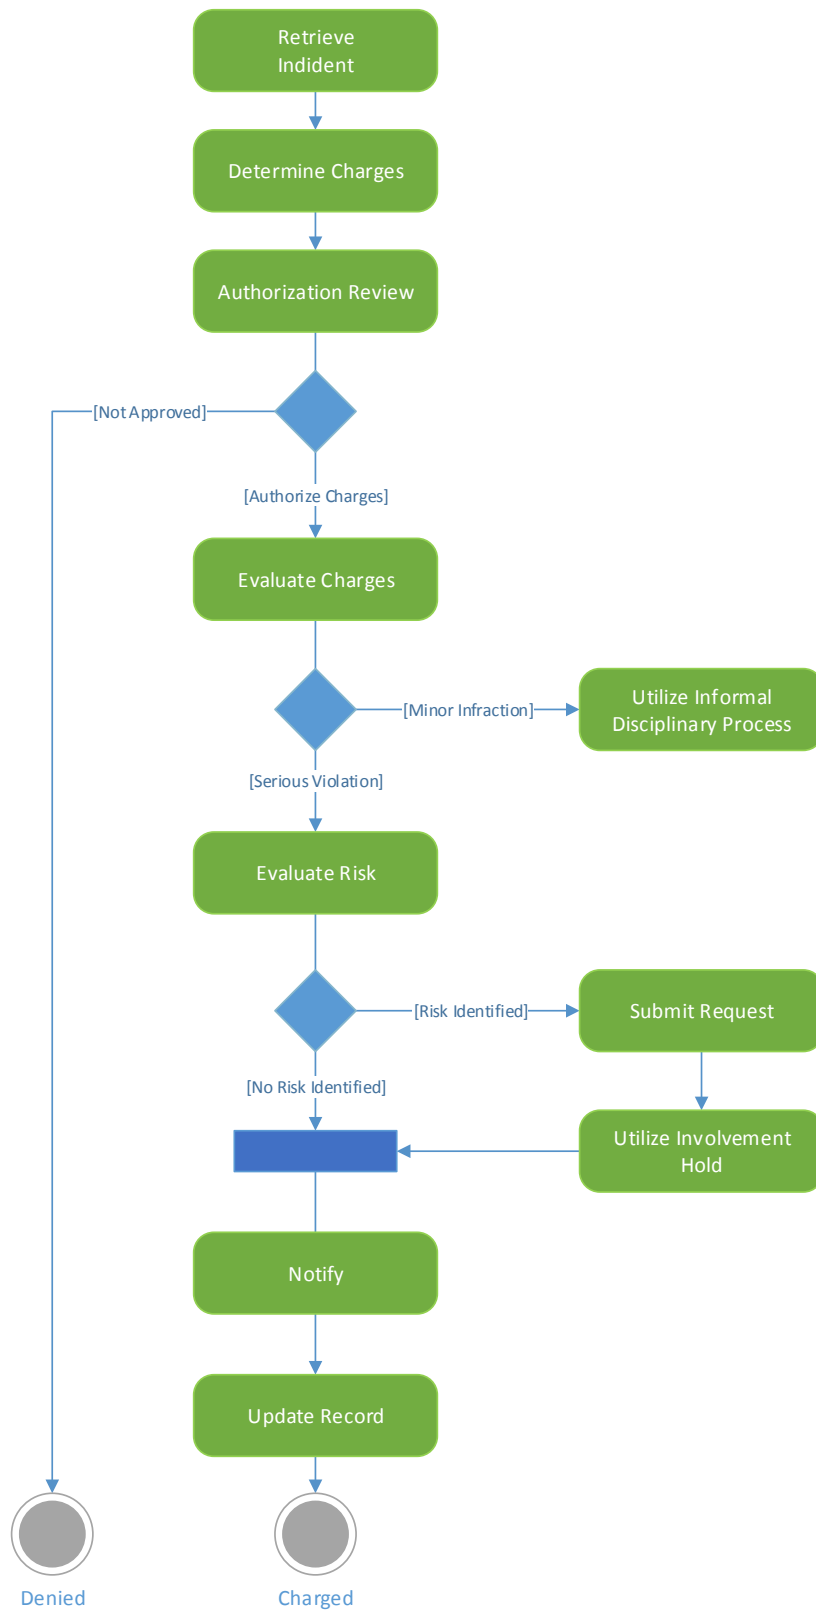 Retrieve
Indident
Determine Charges
Authorization Review
[Not Approved]
[Authorize Charges]
Evaluate Charges
[Minor Infraction]
Utilize Informal
Disciplinary Process
[Serious Violation]
Evaluate Risk
[Risk Identified]
Submit Request
[No Risk Identified]
Utilize Involvement
Hold
Notify
Update Record
Denied
Charged